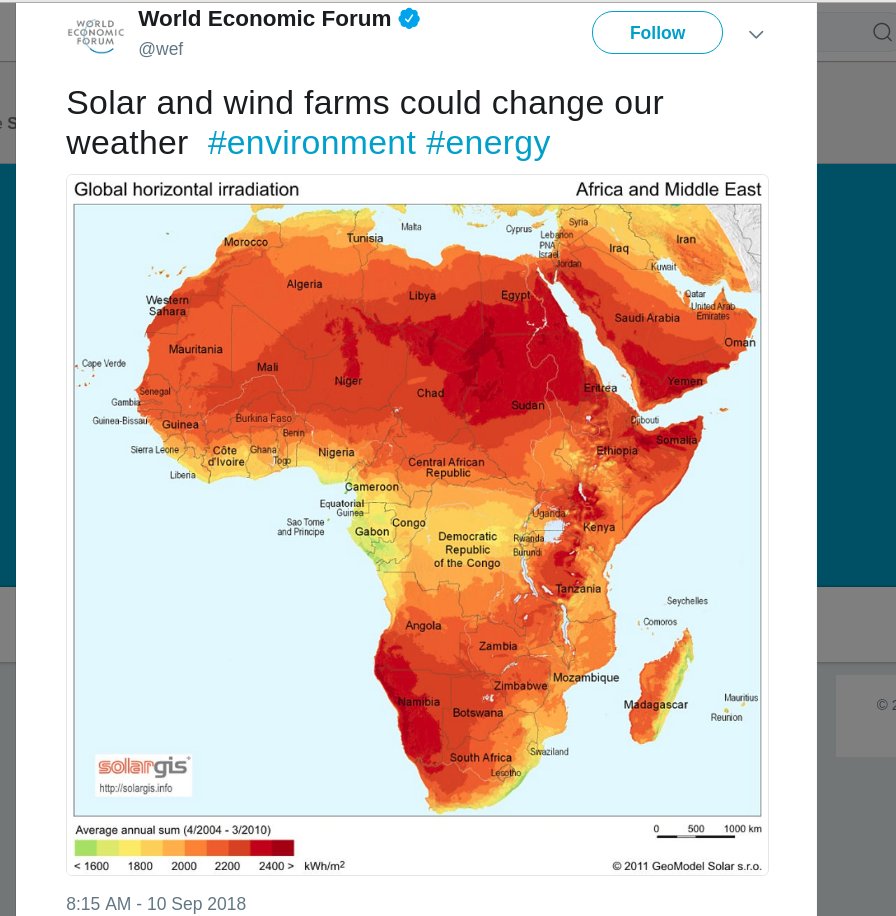 WORLD
ECONOMIC
FORUM
World Economic Forum
@wef
Follow
Solar and wind farms could change our
weather #environment #energy
Global horizontal irradiation
Africa and Middle East
Malta
Cyprus
Syria
Lebanon
PNA
Israel
Jordan
Iraq
Iran
Kuwait
Morocco
Tunisia
Algeria
Libya
Egypt
Qatar
United Arab
Emirates
Western
Sahara
Saudi Arabia
Oman
Mauritania
Cape Verde
Mali
Niger
Chad
Sudan
Eritrea
Yemen
Senegal
Gambia
Guinea-Bissau
Guinea
Burkina Faso
Benin
Djibouti
Somalia
Sierra Leone
Côte
d'Ivoire
Ghana
Togo
Nigeria
Ethiopia
Liberia
Central African
Republic
Cameroon
Equatorial
Guinea
Sao Tome
and Principe
Gabon
Congo
Uganda
Kenya
Democratic
Republic
of the Congo
Rwanda
Burundi
Tanzania
Seychelles
Comoros
Angola
Zambia
Mozambique
Zimbabwe
Namibia
Botswana
Madagascar
Mauritius
Reunion
South Africa
Swaziland
Lesotho
solargis
http://solargis.info
Average annual sum (4/2004 - 3/2010)
0 500 1000 km
< 1600 1800 2000 2200 2400 > kWh/m2
© 2011 GeoModel Solar s.r.o.
8:15 AM - 10 Sep 2018